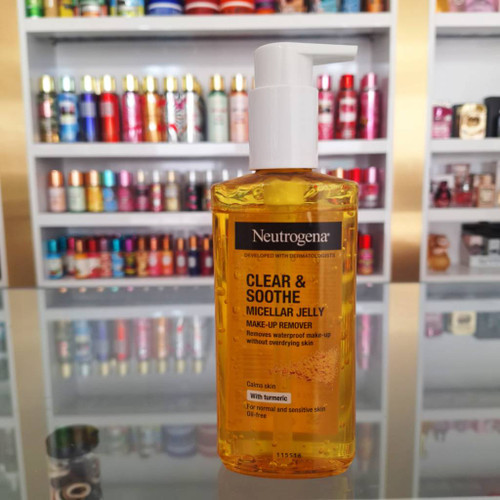 Neutrogena®
DEVELOPED WITH DERMATOLOGISTS
CLEAR &
SOOTHE
MICELLAR JELLY
MAKE-UP REMOVER
Removes waterproof make-up
without overdrying skin
Calms skin
With turmeric
For normal and sensitive skin
Oil-free